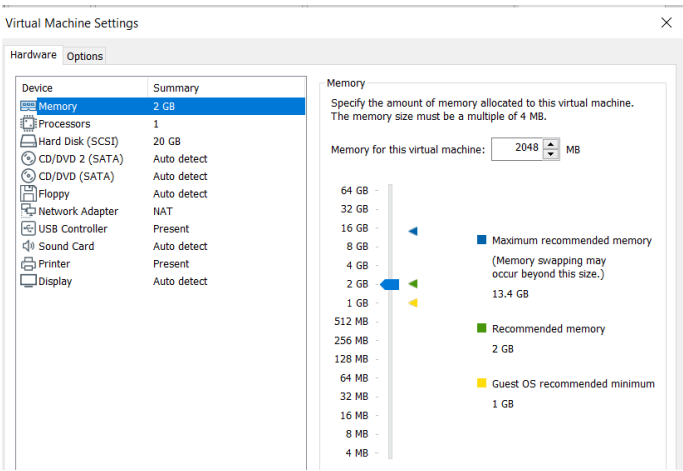 Virtual Machine Settings
Hardware Options
Device Summary
Memory 2 GB
Processors 1
Hard Disk (SCSI) 20 GB
CD/DVD 2 (SATA) Auto detect
CD/DVD (SATA) Auto detect
Floppy Auto detect
Network Adapter NAT
USB Controller Present
Sound Card Auto detect
Printer Present
Display Auto detect
Memory
Specify the amount of memory allocated to this virtual machine.
The memory size must be a multiple of 4 MB.
Memory for this virtual machine: 2048 MB
64 GB
32 GB
16 GB
8 GB
4 GB
2 GB
1 GB
512 MB
256 MB
128 MB
64 MB
32 MB
16 MB
8 MB
4 MB
Maximum recommended memory
(Memory swapping may
occur beyond this size.)
13.4 GB
Recommended memory
2 GB
Guest OS recommended minimum
1 GB